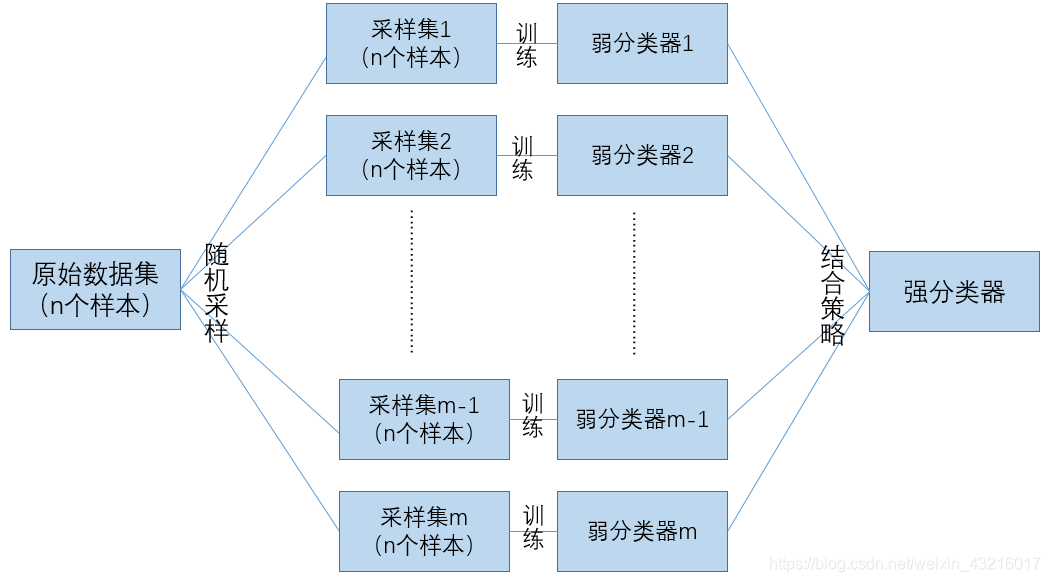 采样集1
（n个样本）
训
练
弱分类器1
采样集2
（n个样本）
训
练
弱分类器2
原始数据集
（n个样本）
随
机
采
样
结
合
策
略
强分类器
采样集m-1
（n个样本）
训
练
弱分类器m-1
采样集m
（n个样本）
训
练
弱分类器m
https://blog.csdn.net/weixin_43216017